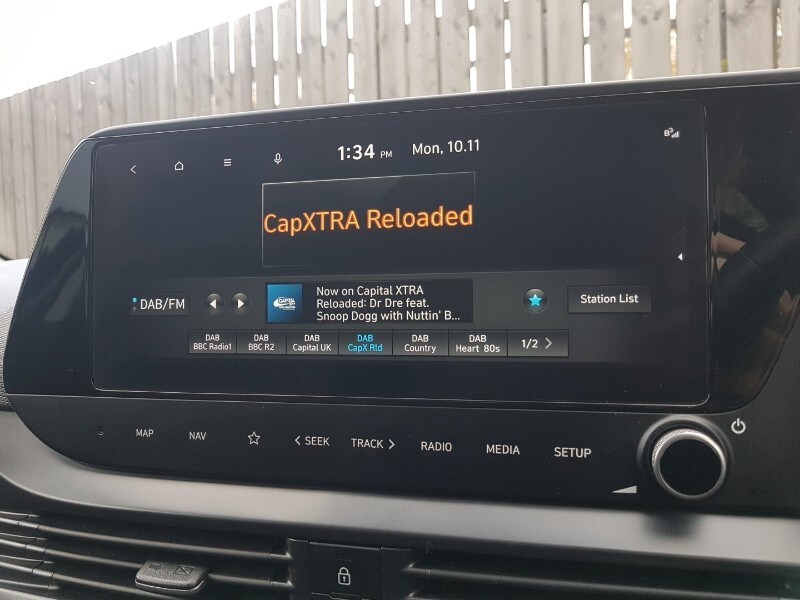 1:34 PM Mon, 10.11
CapXTRA Reloaded
DAB/FM
CAPITAL
Now on Capital XTRA
Reloaded: Dr Dre feat.
Snoop Dogg with Nuttin' B...
Station List
DAB
BBC Radio1
DAB
BBC R2
DAB
Capital UK
DAB
CapX Rld
DAB
Country
DAB
Heart 80s
1/2 >
MAP
NAV
< SEEK
TRACK >
RADIO
MEDIA
SETUP